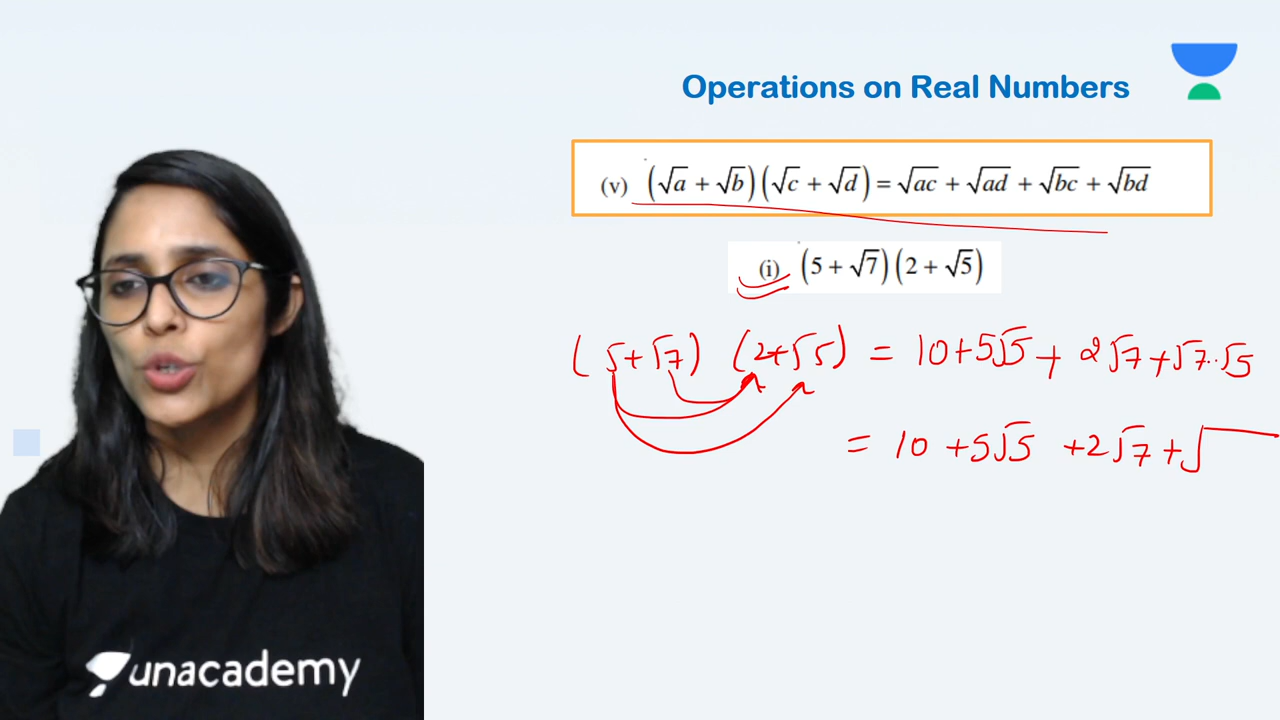 Operations on Real Numbers
(v) (√a + √b)(√c + √d) = √ac + √ad + √bc + √bd
(i) (5 + √7)(2 + √5)
(5+√7) (2+√5) = 10+5√5 + 2√7+√7.√5
= 10 +5√5 +2√7+√
unacademy